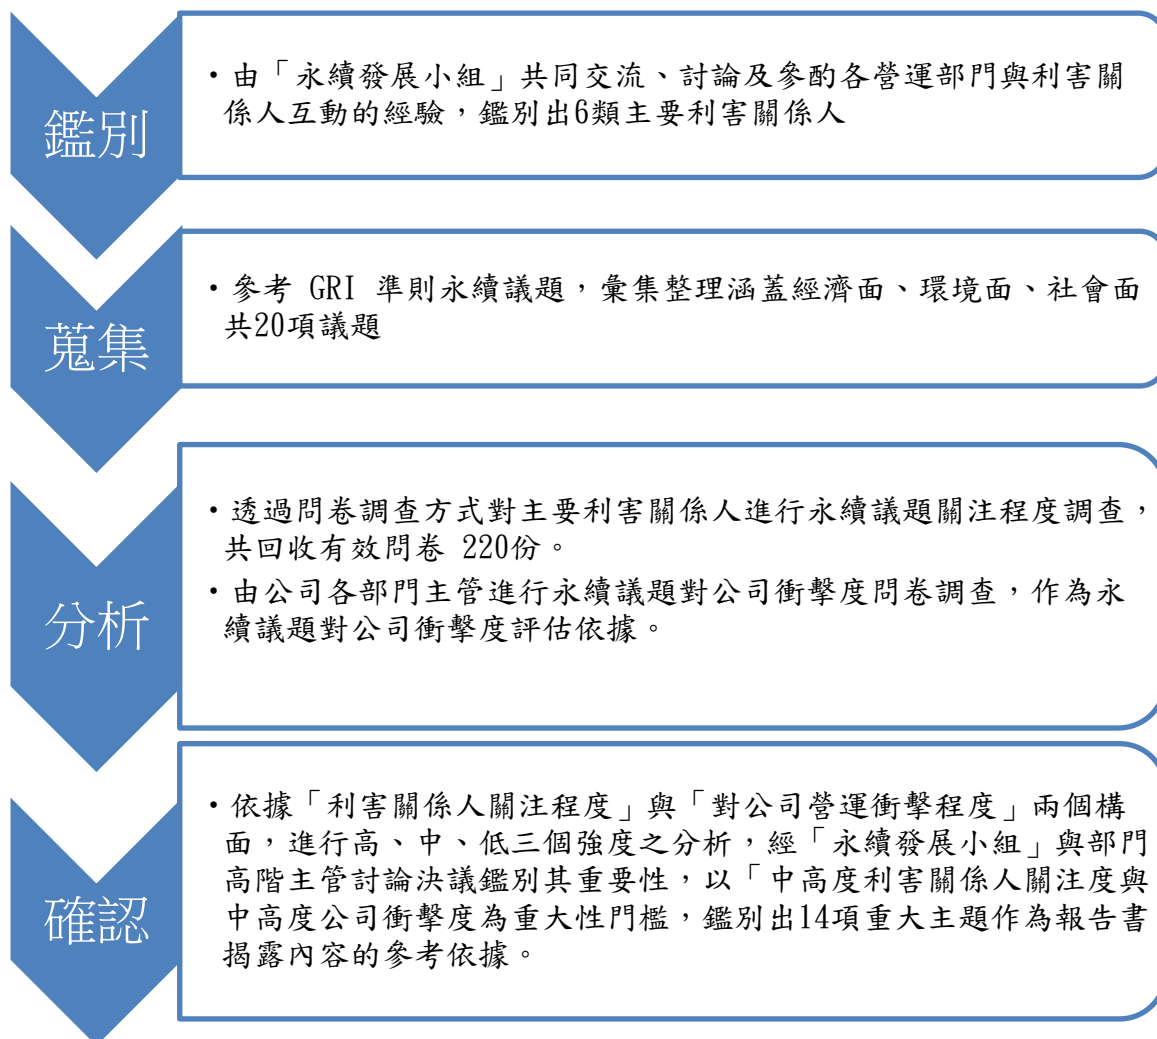 鑑別
•由「永續發展小組」共同交流、討論及參酌各營運部門與利害關
係人互動的經驗，鑑別出6類主要利害關係人
蒐集
•參考 GRI 準則永續議題，彙集整理涵蓋經濟面、環境面、社會面
共20項議題
分析
•透過問卷調查方式對主要利害關係人進行永續議題關注程度調查，
共回收有效問卷 220份。
•由公司各部門主管進行永續議題對公司衝擊度問卷調查，作為永
續議題對公司衝擊度評估依據。
確認
•依據「利害關係人關注程度」與「對公司營運衝擊程度」兩個構
面，進行高、中、低三個強度之分析，經「永續發展小組」與部門
高階主管討論決議鑑別其重要性，以「中高度利害關係人關注度與
中高度公司衝擊度為重大性門檻，鑑別出14項重大主題作為報告書
揭露內容的參考依據。